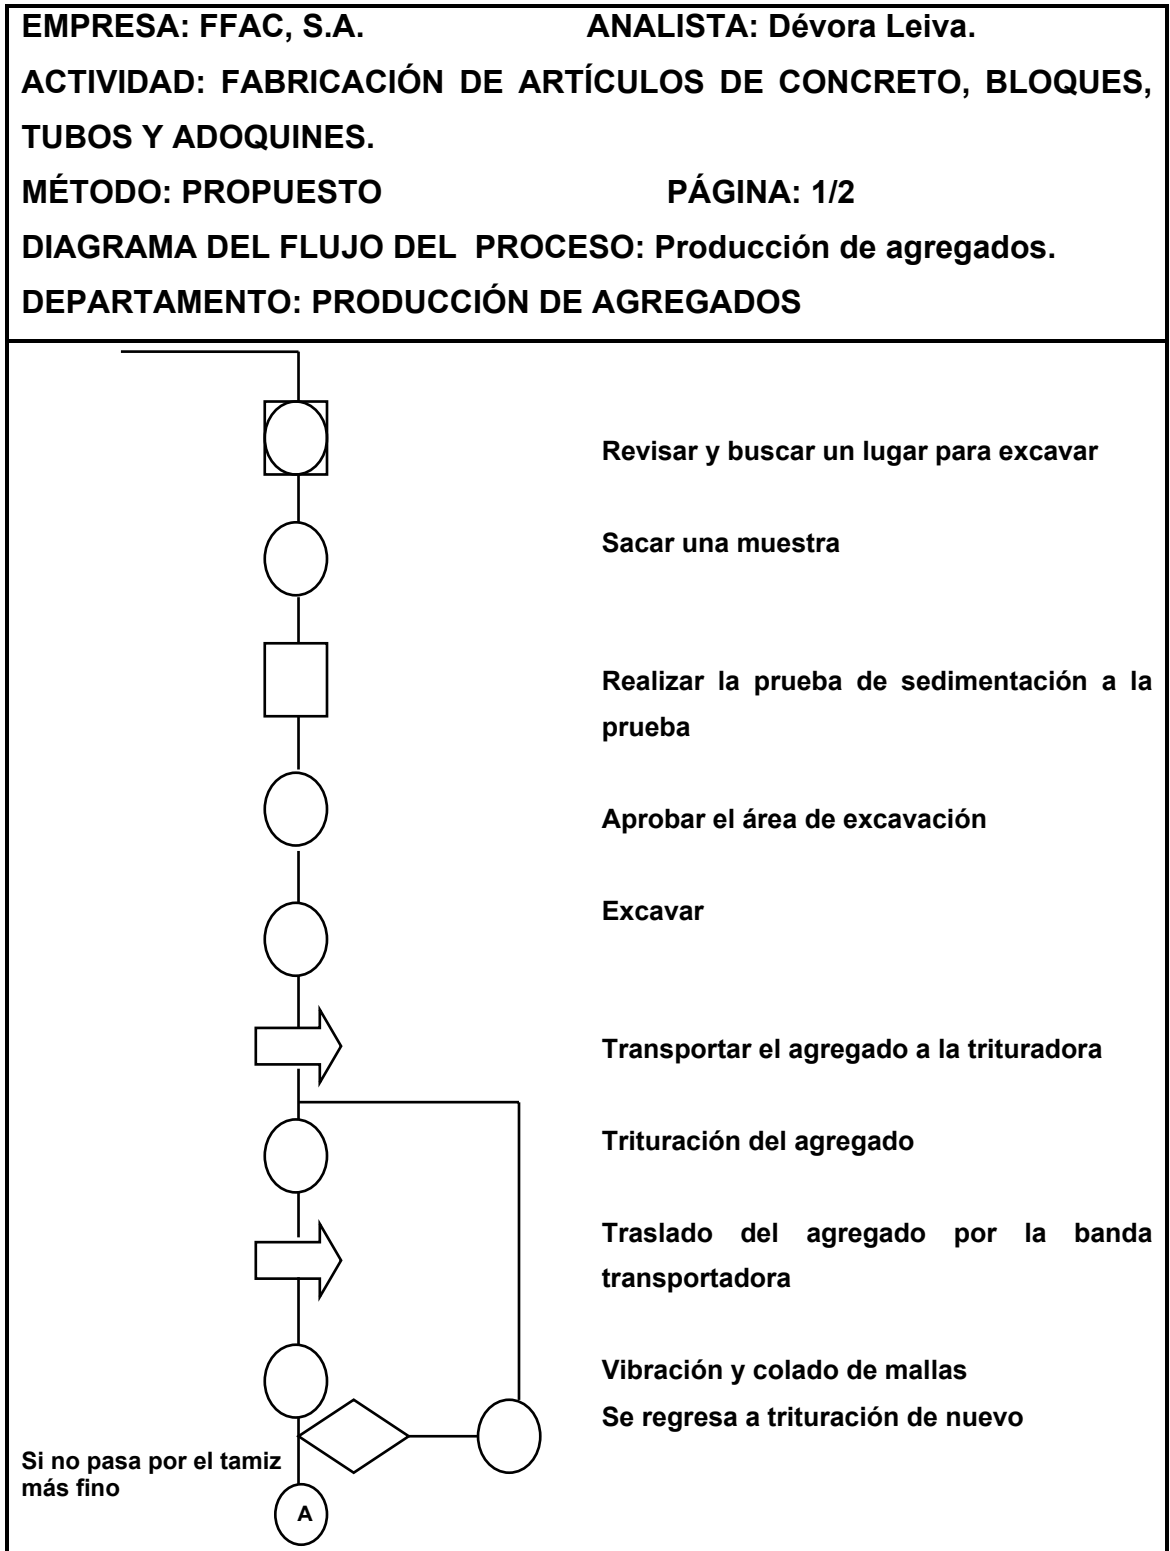 EMPRESA: FFAC, S.A. ANALISTA: Dévora Leiva.
ACTIVIDAD: FABRICACIÓN DE ARTÍCULOS DE CONCRETO, BLOQUES,
TUBOS Y ADOQUINES.
MÉTODO: PROPUESTO PÁGINA: 1/2
DIAGRAMA DEL FLUJO DEL PROCESO: Producción de agregados.
DEPARTAMENTO: PRODUCCIÓN DE AGREGADOS
Revisar y buscar un lugar para excavar
Sacar una muestra
Realizar la prueba de sedimentación a la
prueba
Aprobar el área de excavación
Excavar
Transportar el agregado a la trituradora
Trituración del agregado
Traslado del agregado por la banda
transportadora
Vibración y colado de mallas
Se regresa a trituración de nuevo
Si no pasa por el tamiz
más fino
A